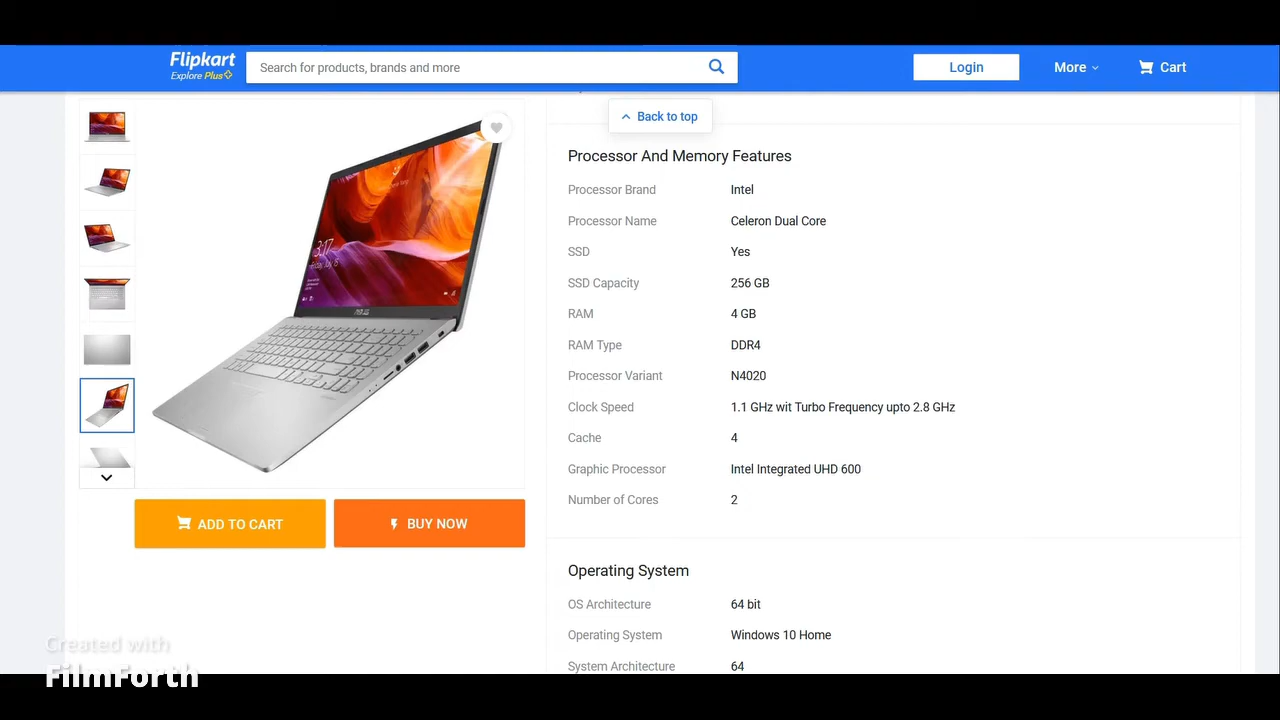 Flipkart
Explore Plus
Search for products, brands and more
Login
More
Cart
Back to top
Processor And Memory Features
Processor Brand Intel
Processor Name Celeron Dual Core
SSD Yes
SSD Capacity 256 GB
RAM 4 GB
RAM Type DDR4
Processor Variant N4020
Clock Speed 1.1 GHz wit Turbo Frequency upto 2.8 GHz
Cache 4
Graphic Processor Intel Integrated UHD 600
Number of Cores 2
Operating System
OS Architecture 64 bit
Operating System Windows 10 Home
System Architecture 64
3:17
ASUS
ADD TO CART
BUY NOW
Created with
FilmForth